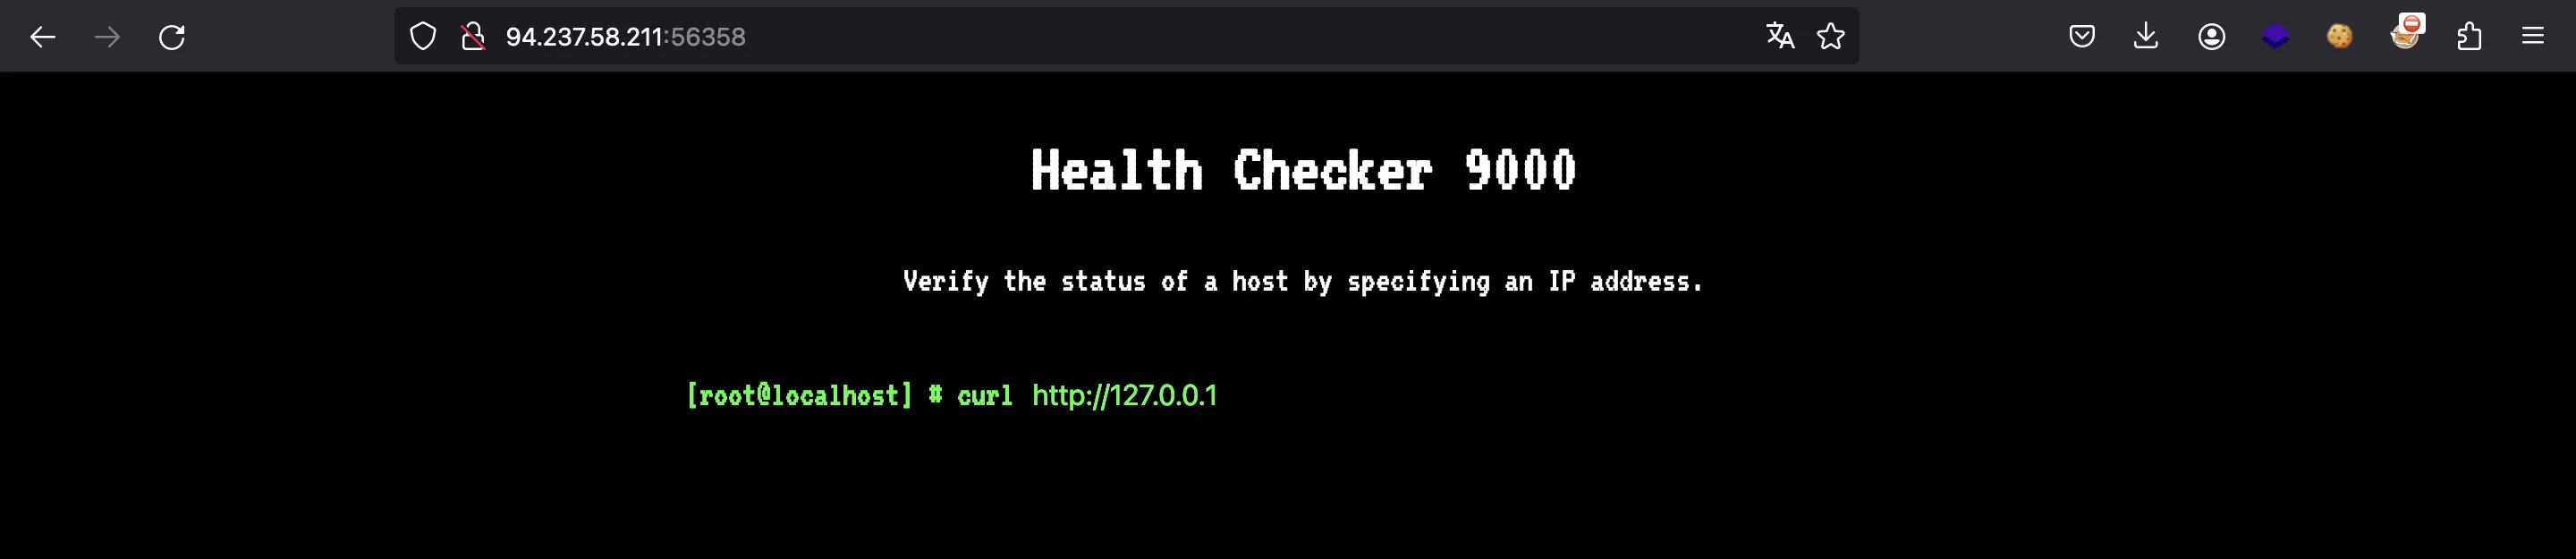 94.237.58.211:56358
Health Checker 9000
Verify the status of a host by specifying an IP address.
[root@localhost] # curl http://127.0.0.1